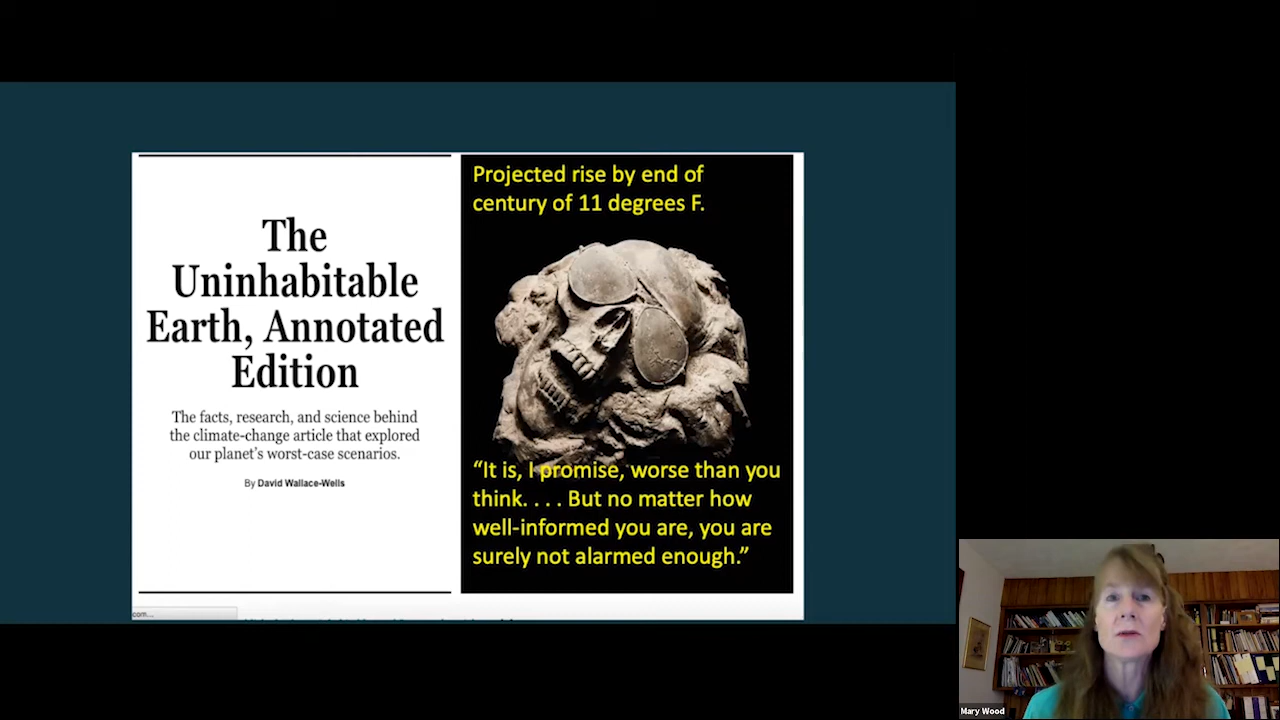 The
Uninhabitable
Earth, Annotated
Edition
The facts, research, and science behind
the climate-change article that explored
our planet's worst-case scenarios.
By David Wallace-Wells
com...
Projected rise by end of
century of 11 degrees F.
“It is, I promise, worse than you
think. . . . But no matter how
well-informed you are, you are
surely not alarmed enough.”
Mary Wood